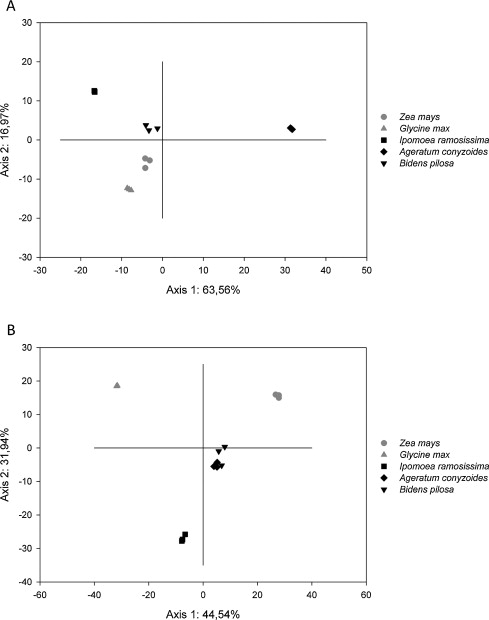 A
30
20
10
0
-10
-20
-30
Axis 2: 16,97%
-30 -20 -10 0 10 20 30 40 50
Axis 1: 63,56%
Zea mays
Glycine max
Ipomoea ramosissima
Ageratum conyzoides
Bidens pilosa
B
30
20
10
0
-10
-20
-30
-40
Axis 2: 31,94%
-60 -40 -20 0 20 40 60
Axis 1: 44,54%
Zea mays
Glycine max
Ipomoea ramosissima
Ageratum conyzoides
Bidens pilosa